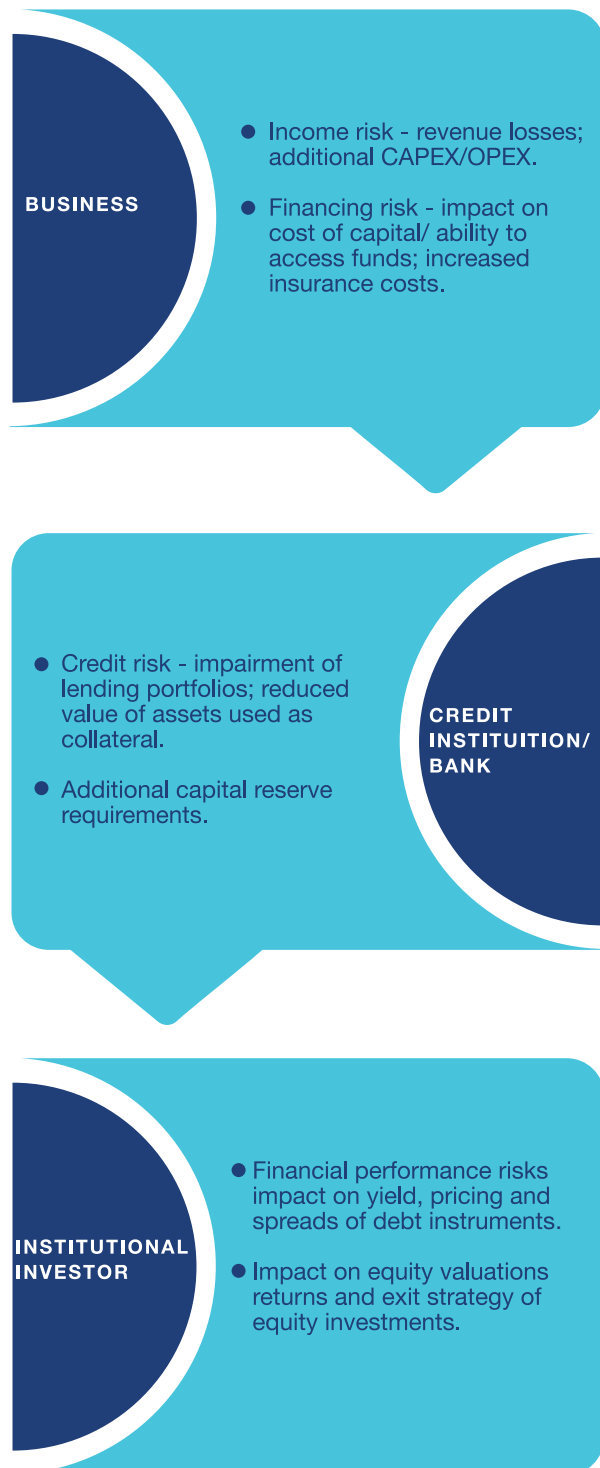 BUSINESS
● Income risk - revenue losses;
additional CAPEX/OPEX.
● Financing risk - impact on
cost of capital/ ability to
access funds; increased
insurance costs.
● Credit risk - impairment of
lending portfolios; reduced
value of assets used as
collateral.
● Additional capital reserve
requirements.
CREDIT
INSTITUITION/
BANK
INSTITUTIONAL
INVESTOR
● Financial performance risks
impact on yield, pricing and
spreads of debt instruments.
● Impact on equity valuations
returns and exit strategy of
equity investments.